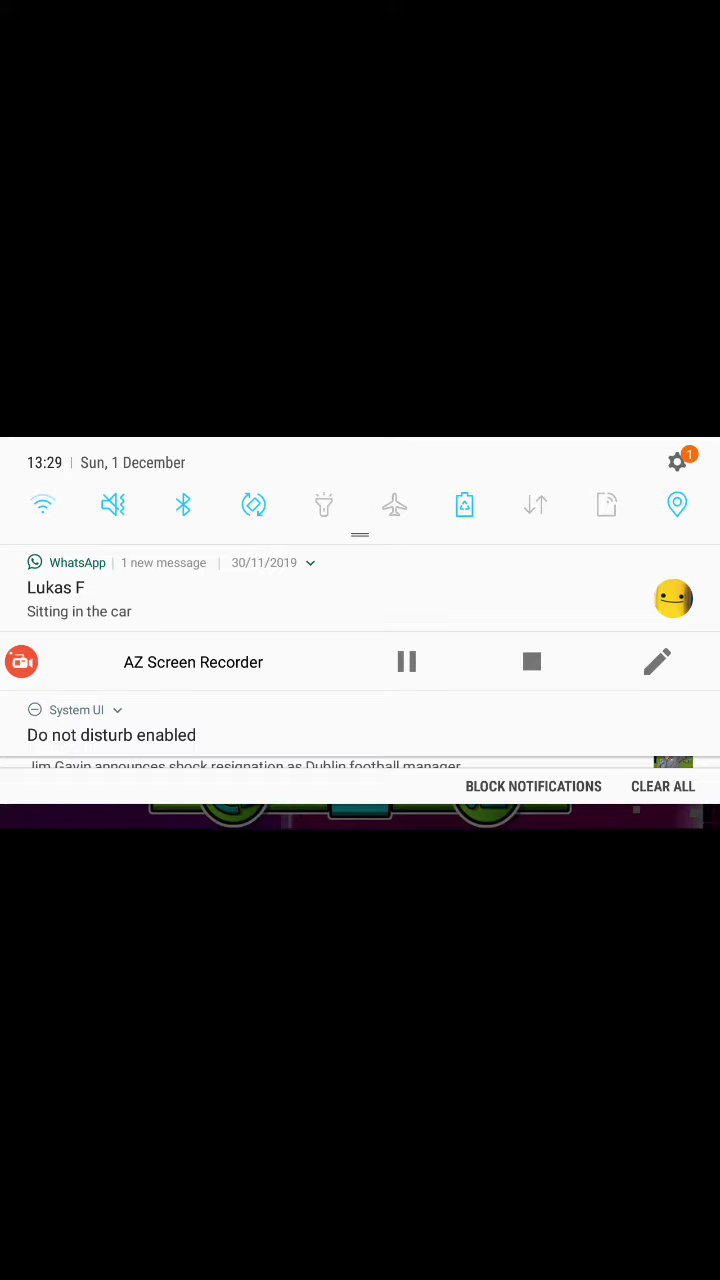 13:29 | Sun, 1 December
1
WhatsApp | 1 new message | 30/11/2019
Lukas F
Sitting in the car
AZ Screen Recorder
System UI
Do not disturb enabled
Jim Gavin announces shock resignation as Dublin football manager
BLOCK NOTIFICATIONS CLEAR ALL